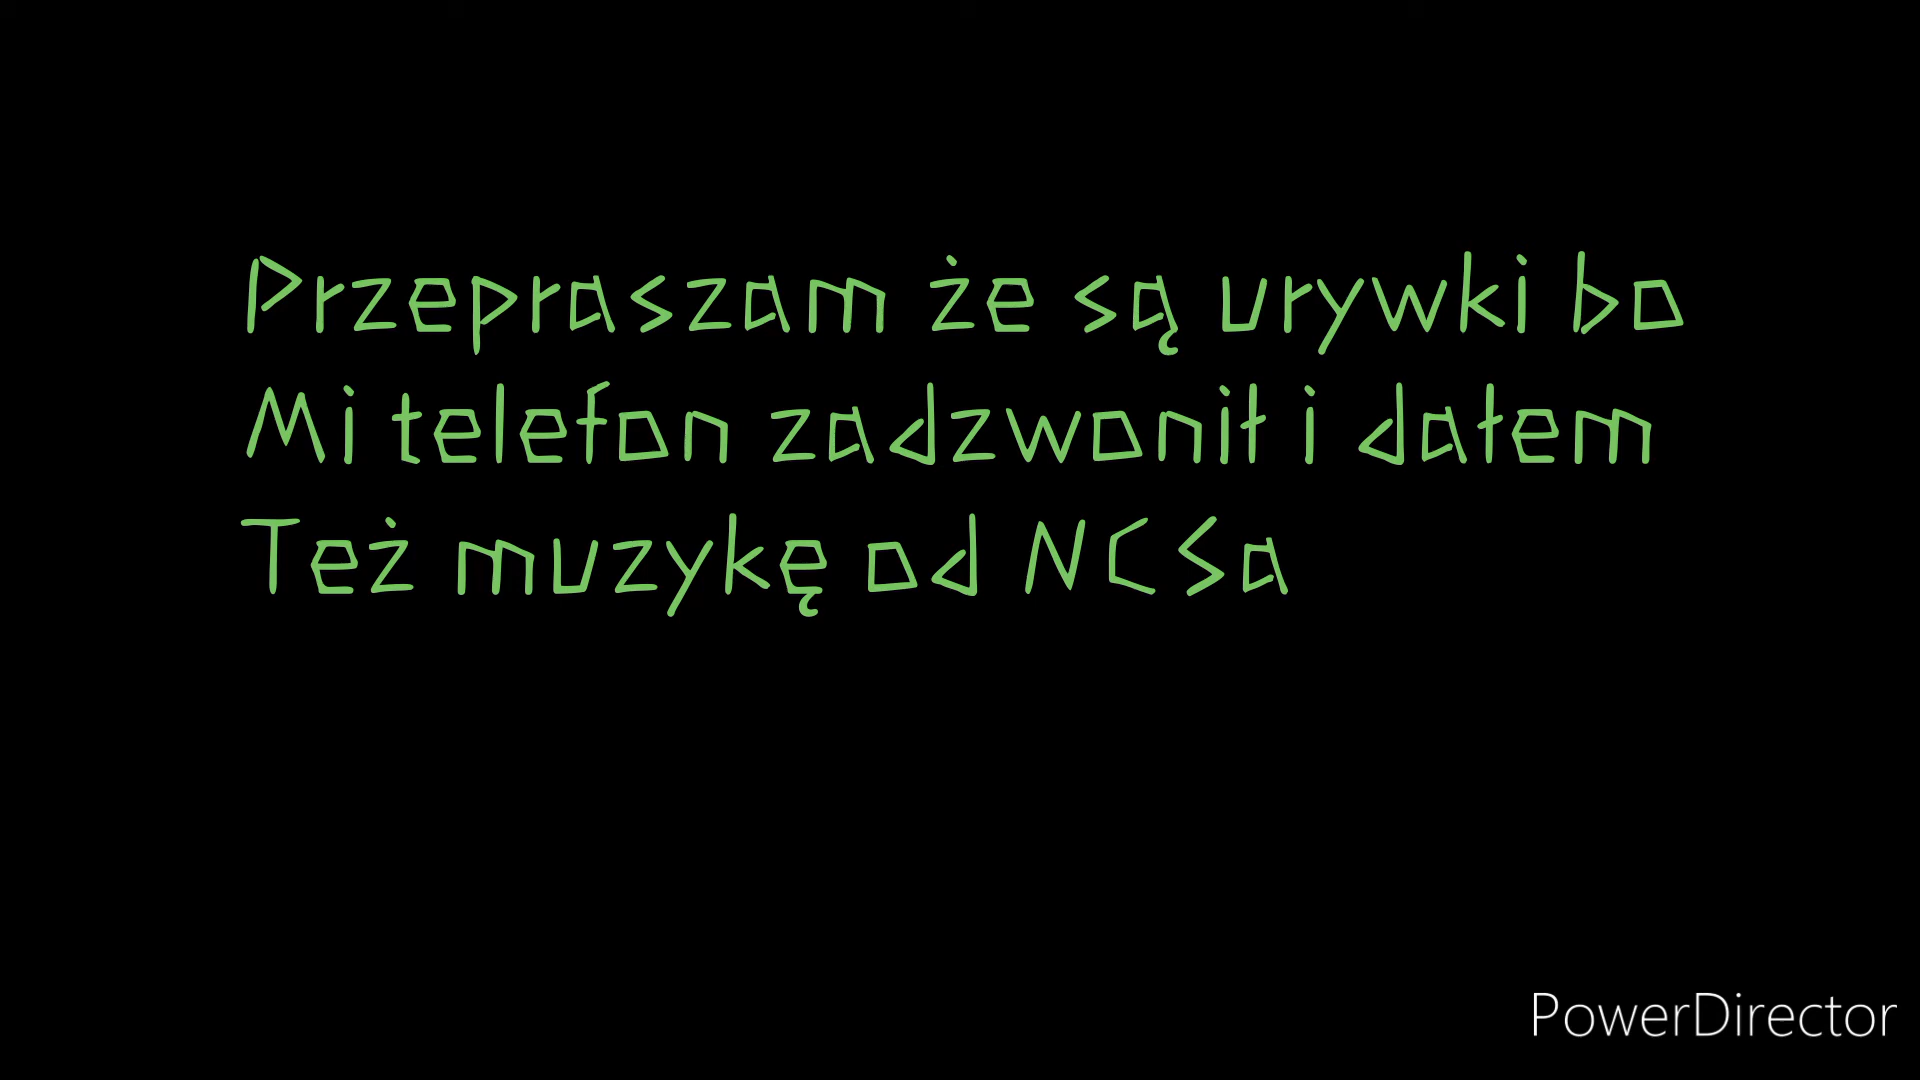 Przepraszam że są urywki bo
Mi telefon zadzwonił i dałem
Też muzykę od NCSa
PowerDirector